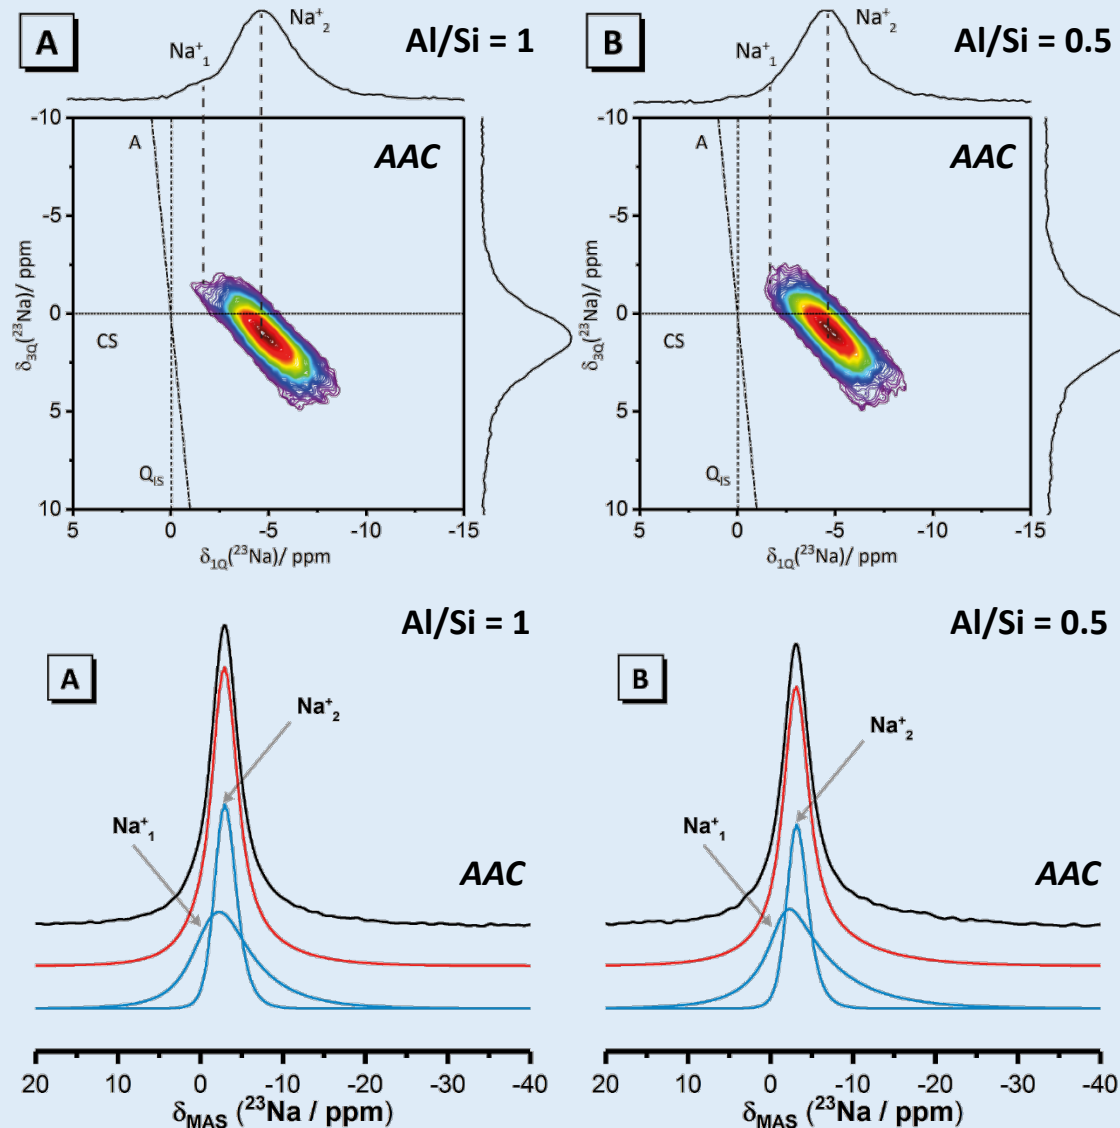 A
Na⁺₂
Al/Si = 1
Na⁺₁
A
AAC
-10
-5
0
5
10
δ3Q(²³Na)/ ppm
CS
Q_IS
5 0 -5 -10 -15
δ1Q(²³Na)/ ppm
B
Na⁺₂
Al/Si = 0.5
Na⁺₁
A
AAC
-10
-5
0
5
10
δ3Q(²³Na)/ ppm
CS
Q_IS
5 0 -5 -10 -15
δ1Q(²³Na)/ ppm
Al/Si = 1
A
Na⁺₂
Na⁺₁
AAC
20 10 0 -10 -20 -30 -40
δMAS (²³Na / ppm)
Al/Si = 0.5
B
Na⁺₂
Na⁺₁
AAC
20 10 0 -10 -20 -30 -40
δMAS (²³Na / ppm)